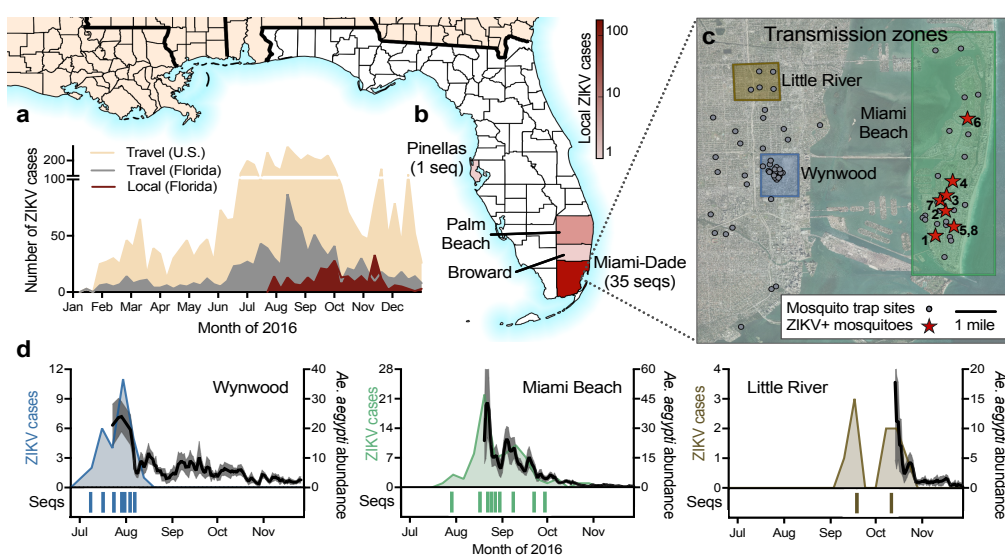 a
Travel (U.S.)
Travel (Florida)
Local (Florida)
Number of ZIKV cases
200
100
50
0
Jan Feb Mar Apr May Jun Jul Aug Sep Oct Nov Dec
Month of 2016
b
Local ZIKV cases
100
10
1
Pinellas
(1 seq)
Palm
Beach
Broward
Miami-Dade
(35 seqs)
c
Transmission zones
Little River
Miami
Beach
Wynwood
6
4
3
7
2
5,8
1
Mosquito trap sites
ZIKV+ mosquitoes
1 mile
d
Wynwood
ZIKV cases
12
9
6
3
0
Ae. aegypti abundance
40
30
20
10
0
Seqs
Jul Aug Sep Oct Nov
Miami Beach
ZIKV cases
28
21
14
7
0
Ae. aegypti abundance
60
45
30
15
0
Seqs
Jul Aug Sep Oct Nov
Month of 2016
Little River
ZIKV cases
4
3
2
1
0
Ae. aegypti abundance
40
30
20
10
0
Seqs
Jul Aug Sep Oct Nov